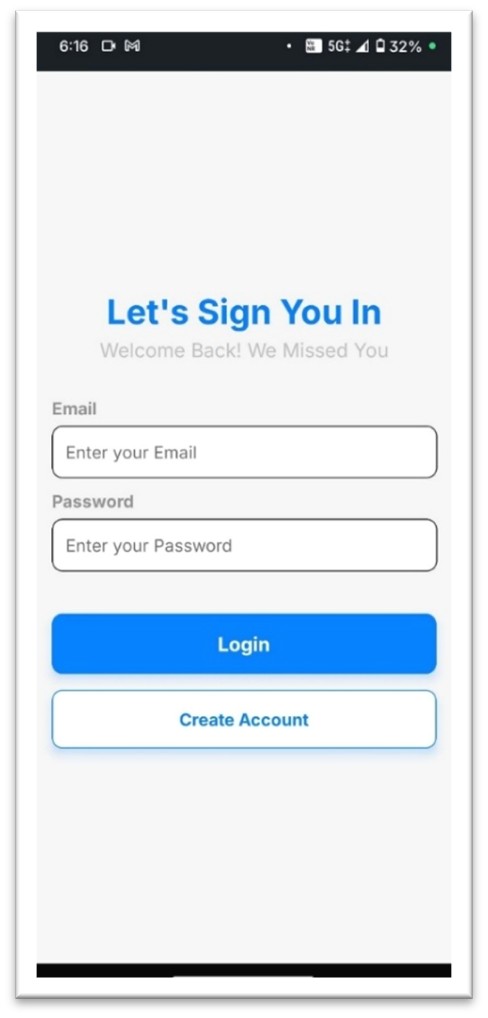 6:16
5G‡ 32%
Let's Sign You In
Welcome Back! We Missed You
Email
Enter your Email
Password
Enter your Password
Login
Create Account